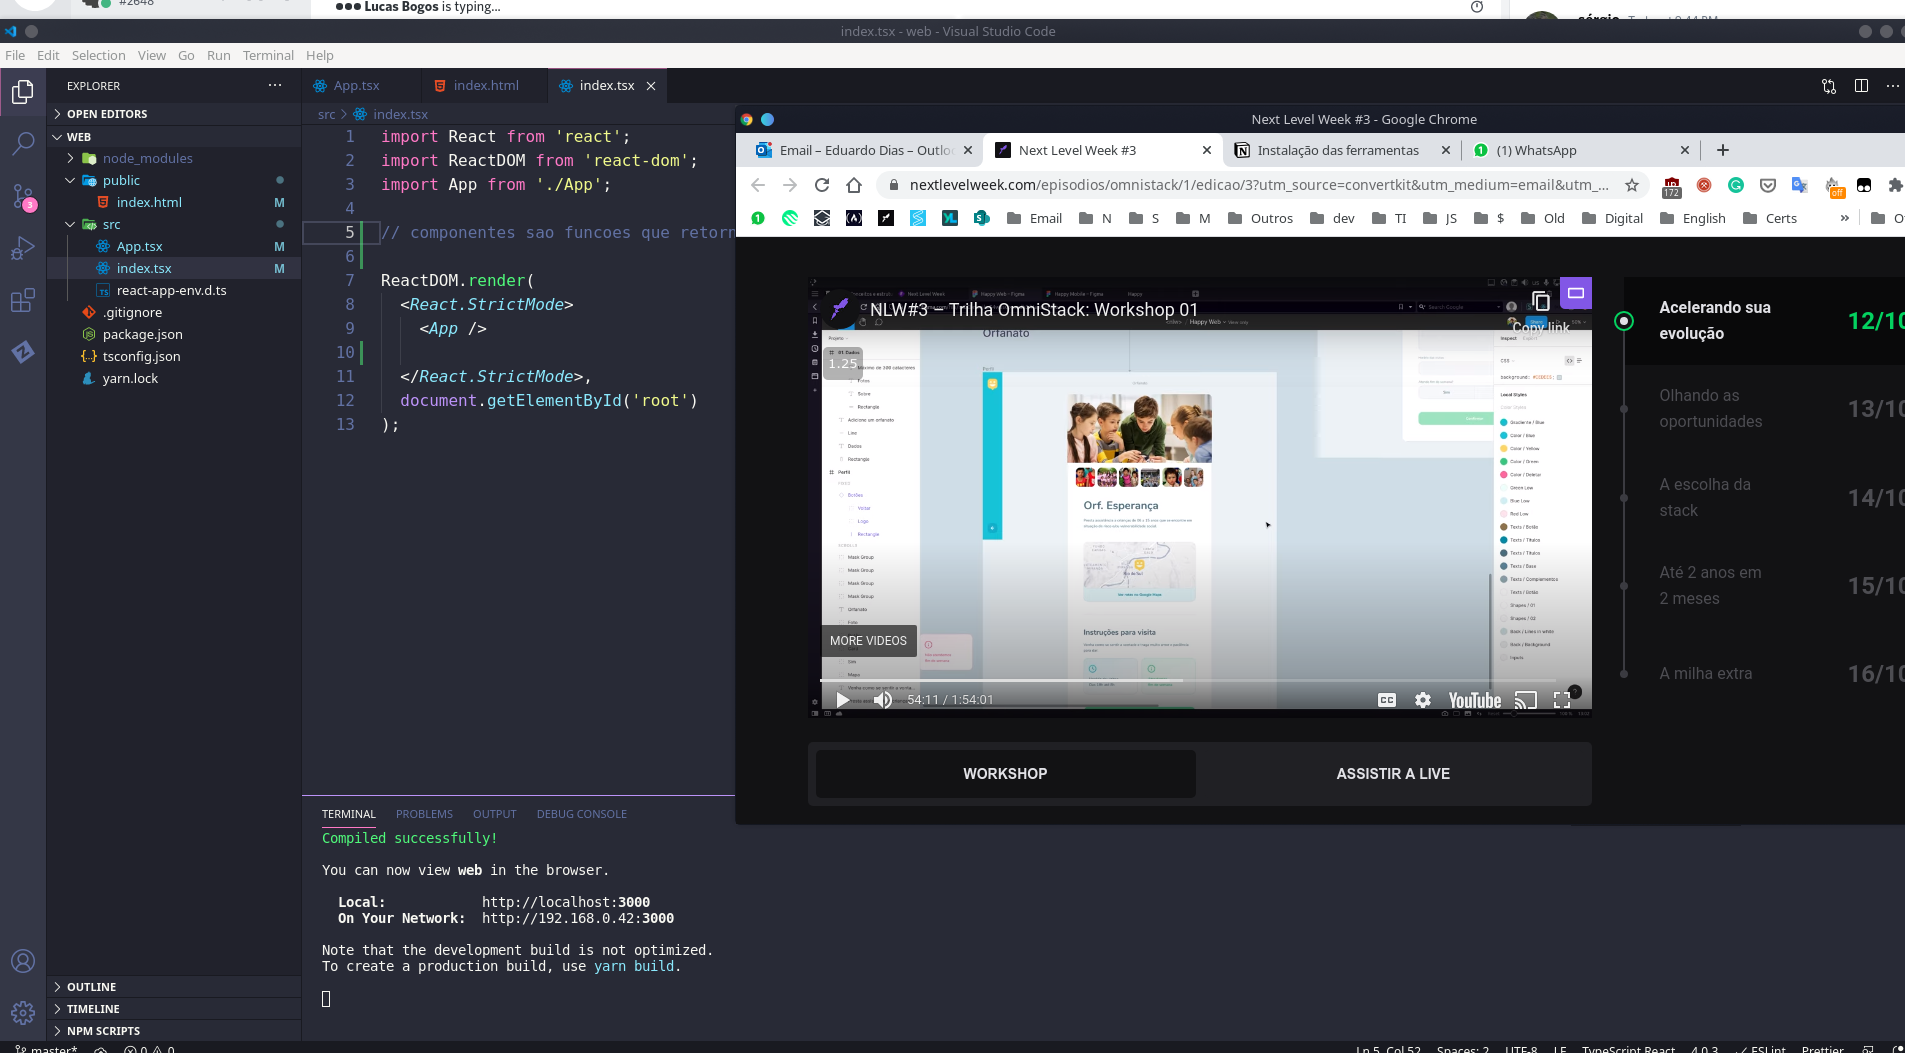 #2648
Lucas Bogos is typing...
index.tsx - web - Visual Studio Code
File Edit Selection View Go Run Terminal Help
EXPLORER
OPEN EDITORS
WEB
node_modules
public
index.html M
src
App.tsx M
index.tsx M
react-app-env.d.ts
.gitignore
package.json
tsconfig.json
yarn.lock
3
OUTLINE
TIMELINE
NPM SCRIPTS
App.tsx index.html index.tsx
src > index.tsx
1 import React from 'react';
2 import ReactDOM from 'react-dom';
3 import App from './App';
4
5 // componentes sao funcoes que retorn
6
7 ReactDOM.render(
8 <React.StrictMode>
9 <App />
10
11 </React.StrictMode>,
12 document.getElementById('root')
13 );
TERMINAL PROBLEMS OUTPUT DEBUG CONSOLE
Compiled successfully!
You can now view web in the browser.
Local: http://localhost:3000
On Your Network: http://192.168.0.42:3000
Note that the development build is not optimized.
To create a production build, use yarn build.
Next Level Week #3 - Google Chrome
Email – Eduardo Dias – Outlo
Next Level Week #3
Instalação das ferramentas
(1) WhatsApp
nextlevelweek.com/episodios/omnistack/1/edicao/3?utm_source=convertkit&utm_medium=email&utm_...
172
off
Email N S M Outros dev TI JS $ Old Digital English Certs
NLW#3 – Trilha OmniStack: Workshop 01
Copy link
Orfanato
1.25
Orf. Esperança
Instruções para visita
MORE VIDEOS
54:11 / 1:54:01
CC
YouTube
WORKSHOP
ASSISTIR A LIVE
Acelerando sua
evolução
12/10
Olhando as
oportunidades
13/10
A escolha da
stack
14/10
Até 2 anos em
2 meses
15/10
A milha extra
16/10
master* 0 0
Ln 5, Col 52 Spaces: 2 UTF-8 LF TypeScript React 4.0.3 ESLint Prettier